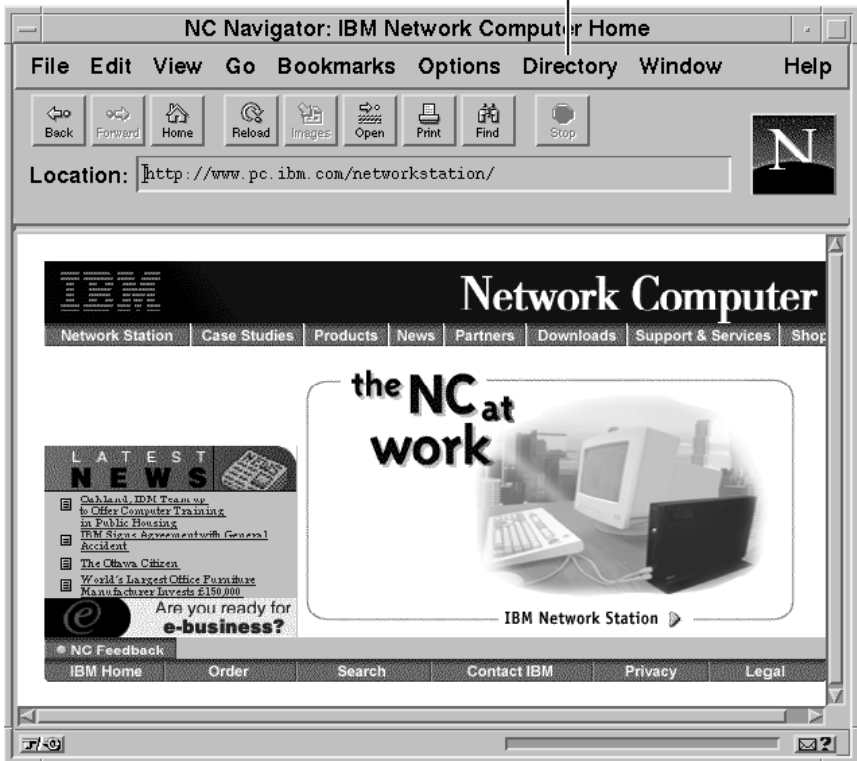 NC Navigator: IBM Network Computer Home
File Edit View Go Bookmarks Options Directory Window Help
Back Forward Home Reload Images Open Print Find Stop
N
Location: http://www.pc.ibm.com/networkstation/
IBM
Network Computer
Network Station Case Studies Products News Partners Downloads Support & Services Shop
the NC at
work
LATEST
NEWS
Oakland, IBM Team up
to Offer Computer Training
in Public Housing
IBM Signs Agreement with General
Accident
The Ottawa Citizen
World's Largest Office Furniture
Manufacturer Invests £150,000
e
Are you ready for
e-business?
IBM Network Station
NC Feedback
IBM Home Order Search Contact IBM Privacy Legal
?